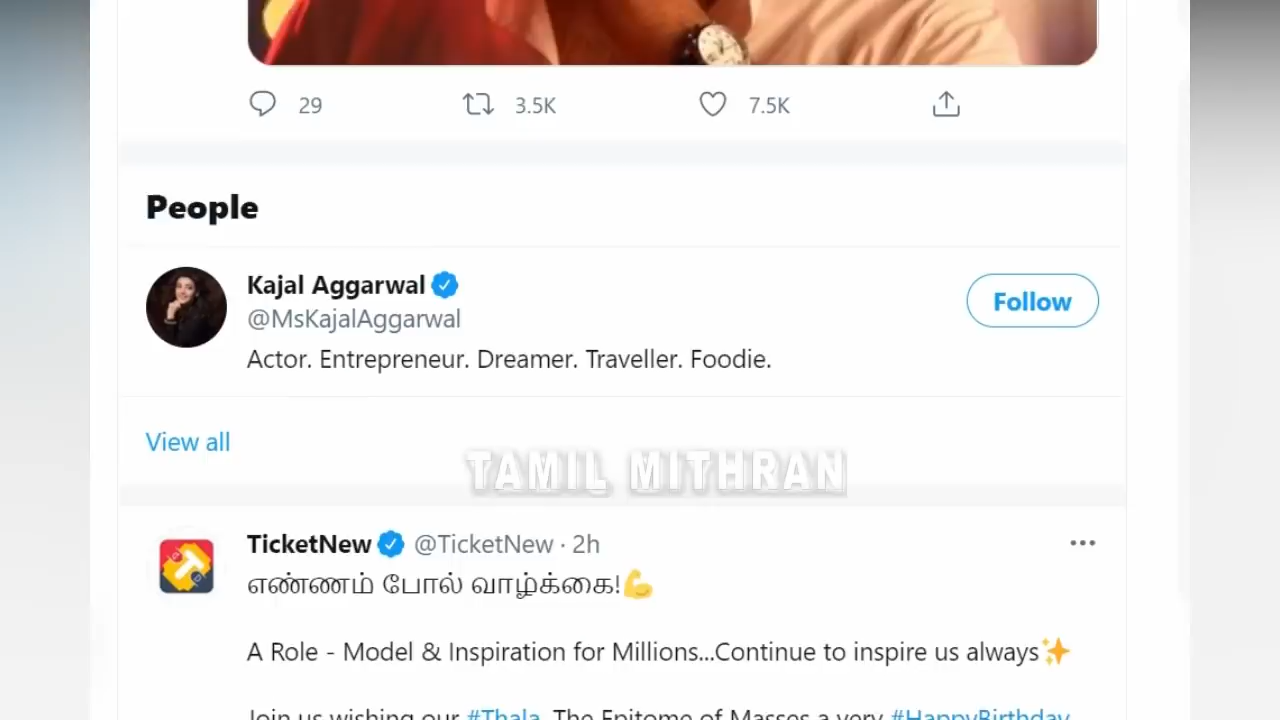 29 3.5K 7.5K
People
Kajal Aggarwal
@MsKajalAggarwal
Follow
Actor. Entrepreneur. Dreamer. Traveller. Foodie.
View all
TAMIL MITHRAN
TicketNew @TicketNew · 2h
எண்ணம் போல் வாழ்க்கை!💪
A Role - Model & Inspiration for Millions...Continue to inspire us always✨
Join us wishing our #Thala, The Epitome of Masses a very #HappyBirthday